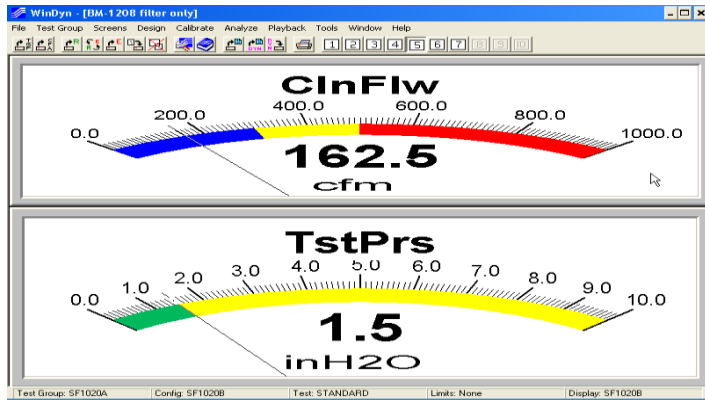 WinDyn - [BM-1208 filter only]
File Test Group Screens Design Calibrate Analyze Playback Tools Window Help
1 2 3 4 5 6 7 8 9 10
ClnFlw
0.0 200.0 400.0 600.0 800.0 1000.0
162.5
cfm
TstPrs
0.0 1.0 2.0 3.0 4.0 5.0 6.0 7.0 8.0 9.0 10.0
1.5
inH2O
Test Group: SF1020A Config: SF1020B Test: STANDARD Limits: None Display: SF1020B